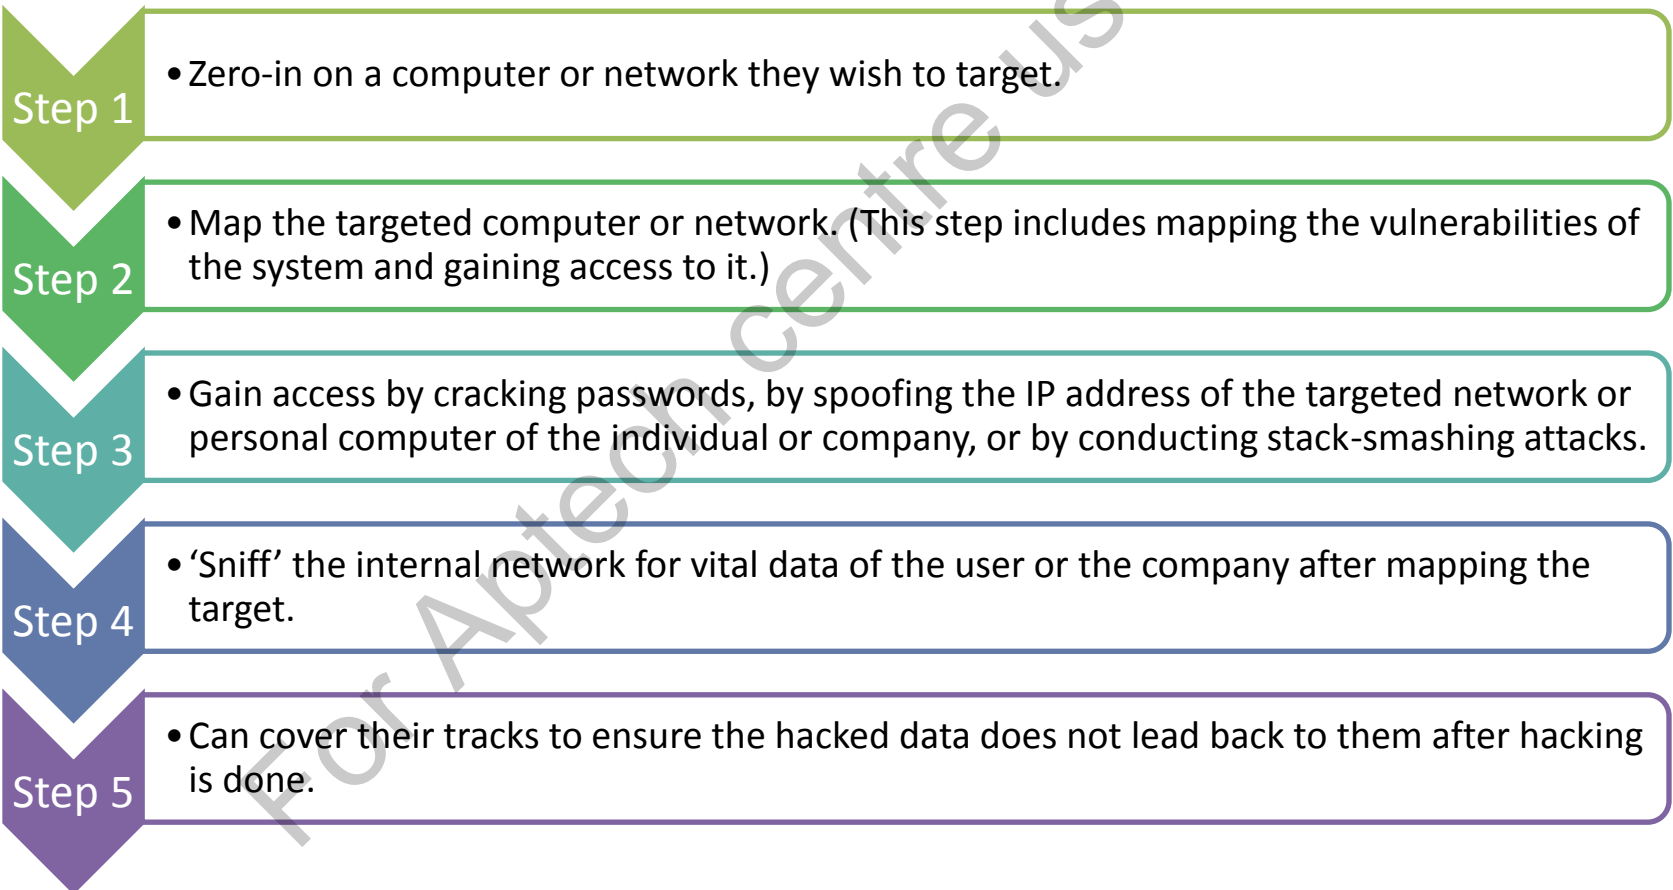 Step 1
•Zero-in on a computer or network they wish to target.
Step 2
•Map the targeted computer or network. (This step includes mapping the vulnerabilities of
the system and gaining access to it.)
Step 3
•Gain access by cracking passwords, by spoofing the IP address of the targeted network or
personal computer of the individual or company, or by conducting stack-smashing attacks.
Step 4
•‘Sniff’ the internal network for vital data of the user or the company after mapping the
target.
Step 5
•Can cover their tracks to ensure the hacked data does not lead back to them after hacking
is done.
For Aptech centre us